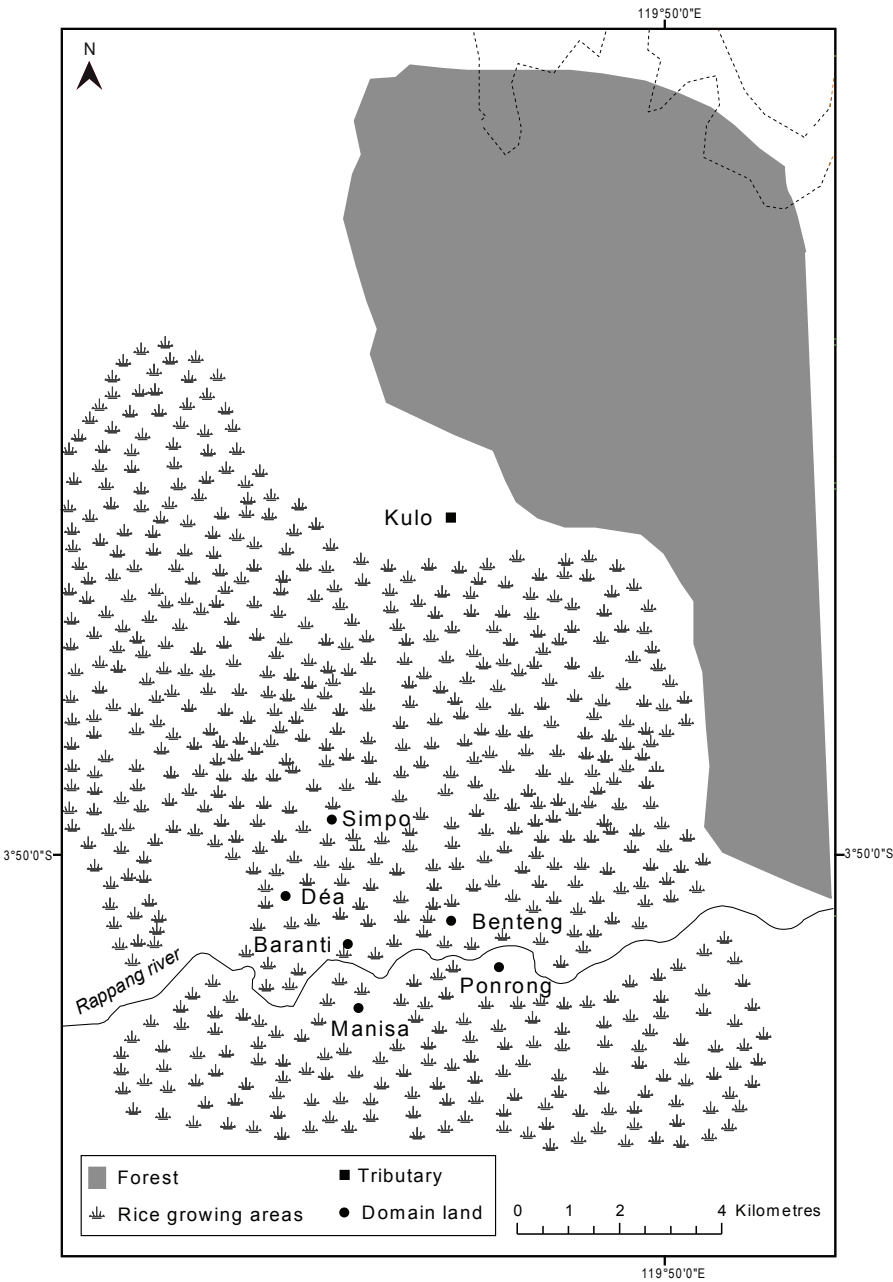 119°50'0"E
N
Kulo
Simpo
3°50'0"S
3°50'0"S
Déa
Benteng
Baranti
Rappang river
Ponrong
Manisa
Forest
Tributary
Rice growing areas
Domain land
0 1 2 4 Kilometres
119°50'0"E